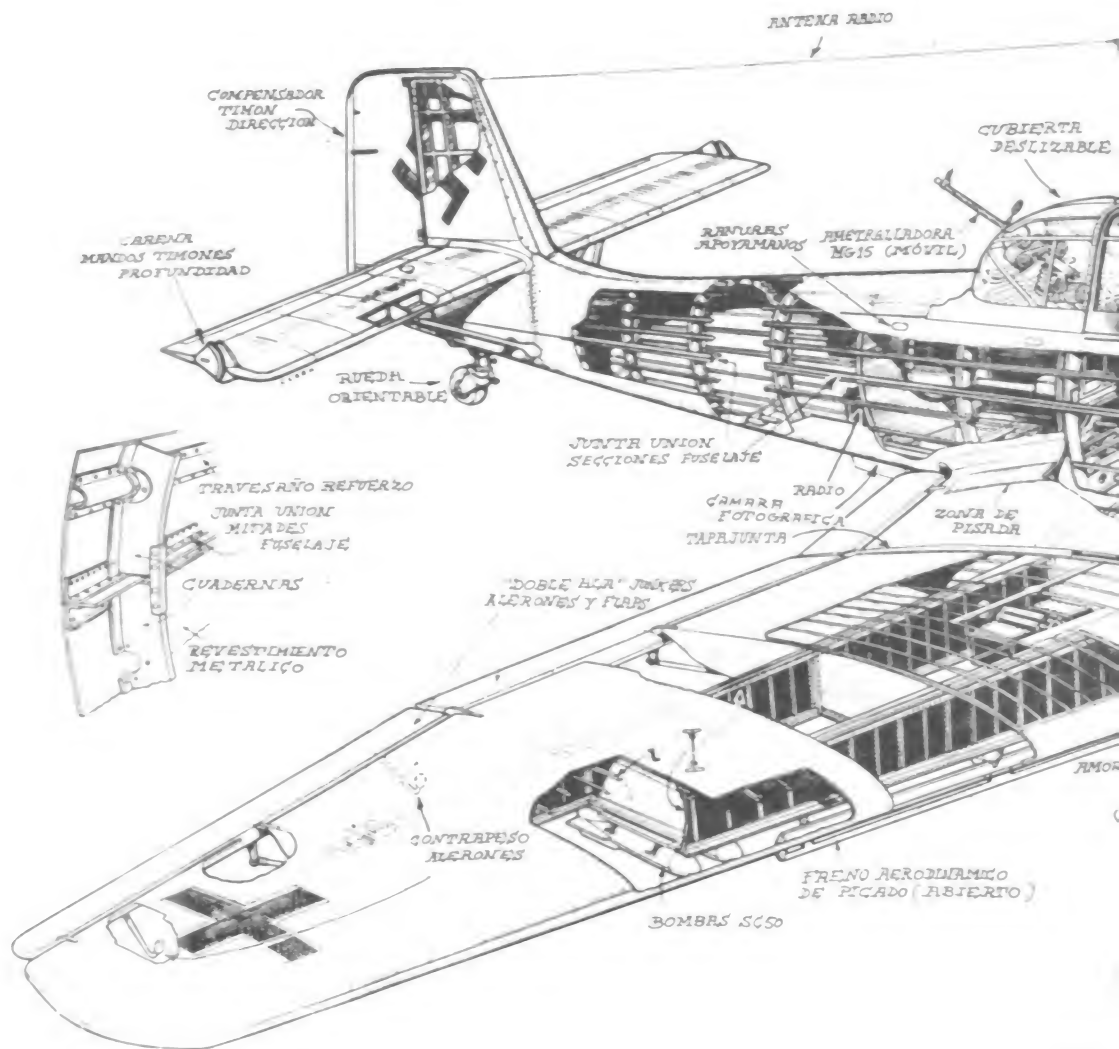 ANTENA RADIO
COMPENSADOR
TIMON
DIRECCION
CUBIERTA
DESLIZABLE
CARENA
MANDOS TIMONES
PROFUNDIDAD
RANURAS
APOYAMANOS
AMETRALLADORA
MG15 (MÓVIL)
RUEDA
ORIENTABLE
JUNTA UNION
SECCIONES FUSELAJE
TRAVESAÑO REFUERZO
JUNTA UNION
MITADES
FUSELAJE
CUADERNAS
REVESTIMIENTO
METALICO
RADIO
CAMARA
FOTOGRAFICA
TAPAJUNTA
ZONA DE
PISADA
"DOBLE ALA" JUNKERS
ALERONES Y FLAPS
AMOR
CONTRAPESO
ALERONES
FRENO AERODINAMICO
DE PICADO (ABIERTO)
BOMBAS SC50